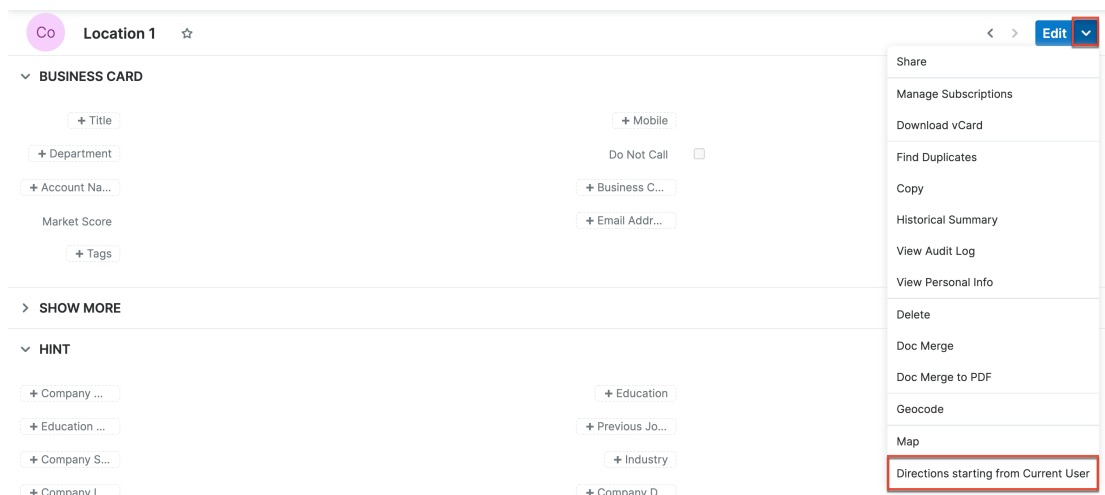 Co
Location 1
Edit
BUSINESS CARD
+ Title
+ Mobile
+ Department
Do Not Call
+ Account Na...
+ Business C...
Market Score
+ Email Addr...
+ Tags
SHOW MORE
HINT
+ Company ...
+ Education
+ Education ...
+ Previous Jo...
+ Company S...
+ Industry
+ Company L
+ Company D
Share
Manage Subscriptions
Download vCard
Find Duplicates
Copy
Historical Summary
View Audit Log
View Personal Info
Delete
Doc Merge
Doc Merge to PDF
Geocode
Map
Directions starting from Current User